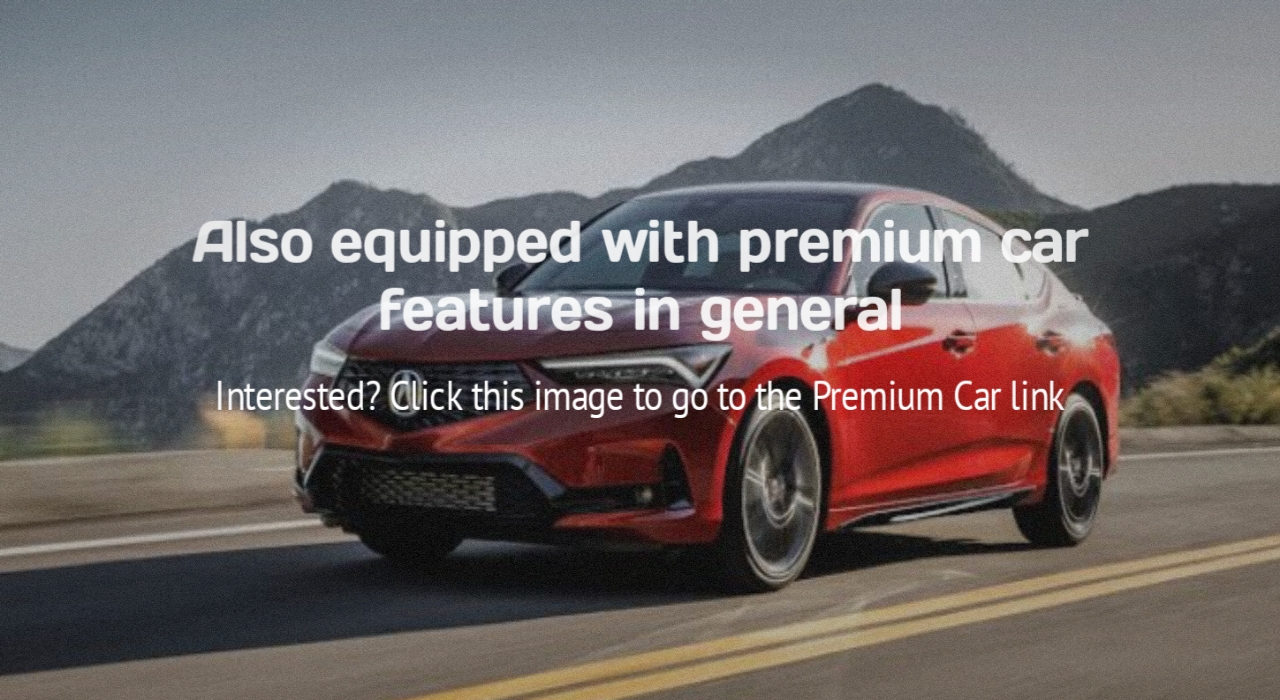 Also equipped with premium car
features in general
Interested? Click this image to go to the Premium Car link